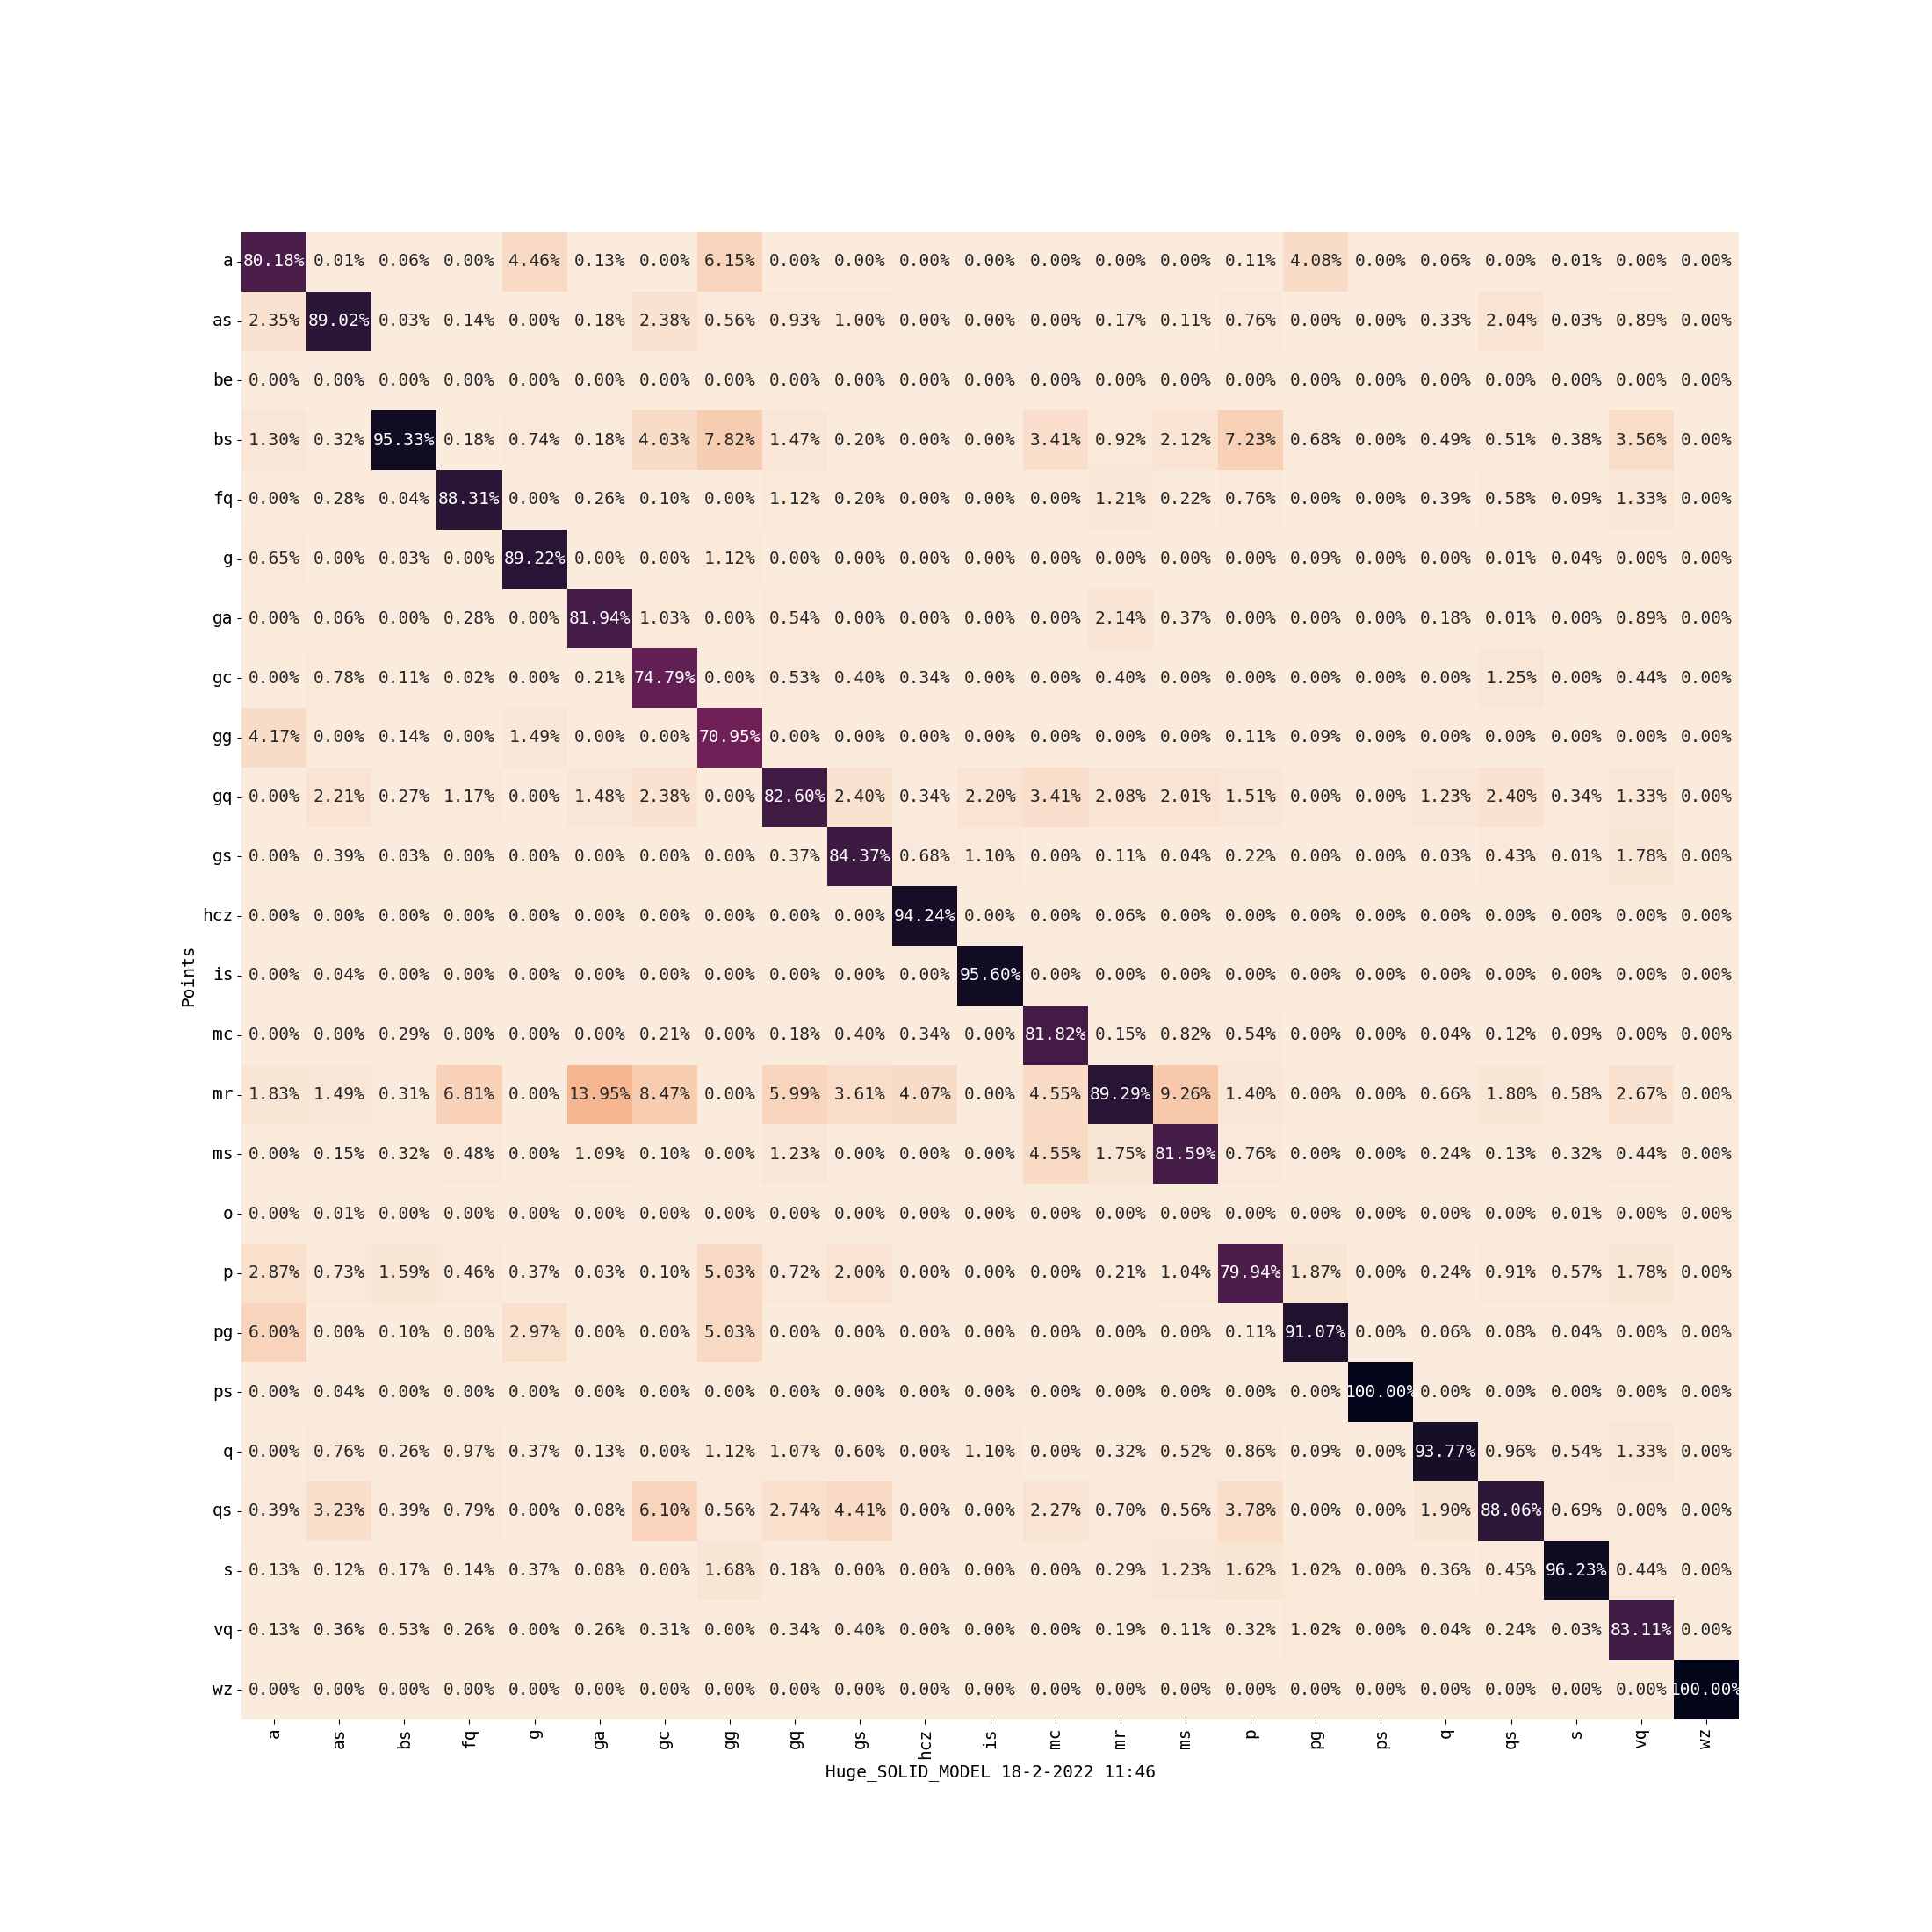 a 80.18% 0.01% 0.06% 0.00% 4.46% 0.13% 0.00% 6.15% 0.00% 0.00% 0.00% 0.00% 0.00% 0.00% 0.00% 0.11% 4.08% 0.00% 0.06% 0.00% 0.01% 0.00% 0.00%
as 2.35% 89.02% 0.03% 0.14% 0.00% 0.18% 2.38% 0.56% 0.93% 1.00% 0.00% 0.00% 0.00% 0.17% 0.11% 0.76% 0.00% 0.00% 0.33% 2.04% 0.03% 0.89% 0.00%
be 0.00% 0.00% 0.00% 0.00% 0.00% 0.00% 0.00% 0.00% 0.00% 0.00% 0.00% 0.00% 0.00% 0.00% 0.00% 0.00% 0.00% 0.00% 0.00% 0.00% 0.00% 0.00% 0.00%
bs 1.30% 0.32% 95.33% 0.18% 0.74% 0.18% 4.03% 7.82% 1.47% 0.20% 0.00% 0.00% 3.41% 0.92% 2.12% 7.23% 0.68% 0.00% 0.49% 0.51% 0.38% 3.56% 0.00%
fq 0.00% 0.28% 0.04% 88.31% 0.00% 0.26% 0.10% 0.00% 1.12% 0.20% 0.00% 0.00% 0.00% 1.21% 0.22% 0.76% 0.00% 0.00% 0.39% 0.58% 0.09% 1.33% 0.00%
g 0.65% 0.00% 0.03% 0.00% 89.22% 0.00% 0.00% 1.12% 0.00% 0.00% 0.00% 0.00% 0.00% 0.00% 0.00% 0.00% 0.09% 0.00% 0.00% 0.01% 0.04% 0.00% 0.00%
ga 0.00% 0.06% 0.00% 0.28% 0.00% 81.94% 1.03% 0.00% 0.54% 0.00% 0.00% 0.00% 0.00% 2.14% 0.37% 0.00% 0.00% 0.00% 0.18% 0.01% 0.00% 0.89% 0.00%
gc 0.00% 0.78% 0.11% 0.02% 0.00% 0.21% 74.79% 0.00% 0.53% 0.40% 0.34% 0.00% 0.00% 0.40% 0.00% 0.00% 0.00% 0.00% 0.00% 1.25% 0.00% 0.44% 0.00%
gg 4.17% 0.00% 0.14% 0.00% 1.49% 0.00% 0.00% 70.95% 0.00% 0.00% 0.00% 0.00% 0.00% 0.00% 0.00% 0.11% 0.09% 0.00% 0.00% 0.00% 0.00% 0.00% 0.00%
gq 0.00% 2.21% 0.27% 1.17% 0.00% 1.48% 2.38% 0.00% 82.60% 2.40% 0.34% 2.20% 3.41% 2.08% 2.01% 1.51% 0.00% 0.00% 1.23% 2.40% 0.34% 1.33% 0.00%
gs 0.00% 0.39% 0.03% 0.00% 0.00% 0.00% 0.00% 0.00% 0.37% 84.37% 0.68% 1.10% 0.00% 0.11% 0.04% 0.22% 0.00% 0.00% 0.03% 0.43% 0.01% 1.78% 0.00%
hcz 0.00% 0.00% 0.00% 0.00% 0.00% 0.00% 0.00% 0.00% 0.00% 0.00% 94.24% 0.00% 0.00% 0.06% 0.00% 0.00% 0.00% 0.00% 0.00% 0.00% 0.00% 0.00% 0.00%
Points
is 0.00% 0.04% 0.00% 0.00% 0.00% 0.00% 0.00% 0.00% 0.00% 0.00% 0.00% 95.60% 0.00% 0.00% 0.00% 0.00% 0.00% 0.00% 0.00% 0.00% 0.00% 0.00% 0.00%
mc 0.00% 0.00% 0.29% 0.00% 0.00% 0.00% 0.21% 0.00% 0.18% 0.40% 0.34% 0.00% 81.82% 0.15% 0.82% 0.54% 0.00% 0.00% 0.04% 0.12% 0.09% 0.00% 0.00%
mr 1.83% 1.49% 0.31% 6.81% 0.00% 13.95% 8.47% 0.00% 5.99% 3.61% 4.07% 0.00% 4.55% 89.29% 9.26% 1.40% 0.00% 0.00% 0.66% 1.80% 0.58% 2.67% 0.00%
ms 0.00% 0.15% 0.32% 0.48% 0.00% 1.09% 0.10% 0.00% 1.23% 0.00% 0.00% 0.00% 4.55% 1.75% 81.59% 0.76% 0.00% 0.00% 0.24% 0.13% 0.32% 0.44% 0.00%
o 0.00% 0.01% 0.00% 0.00% 0.00% 0.00% 0.00% 0.00% 0.00% 0.00% 0.00% 0.00% 0.00% 0.00% 0.00% 0.00% 0.00% 0.00% 0.00% 0.00% 0.01% 0.00% 0.00%
p 2.87% 0.73% 1.59% 0.46% 0.37% 0.03% 0.10% 5.03% 0.72% 2.00% 0.00% 0.00% 0.00% 0.21% 1.04% 79.94% 1.87% 0.00% 0.24% 0.91% 0.57% 1.78% 0.00%
pg 6.00% 0.00% 0.10% 0.00% 2.97% 0.00% 0.00% 5.03% 0.00% 0.00% 0.00% 0.00% 0.00% 0.00% 0.00% 0.11% 91.07% 0.00% 0.06% 0.08% 0.04% 0.00% 0.00%
ps 0.00% 0.04% 0.00% 0.00% 0.00% 0.00% 0.00% 0.00% 0.00% 0.00% 0.00% 0.00% 0.00% 0.00% 0.00% 0.00% 0.00% 100.00% 0.00% 0.00% 0.00% 0.00% 0.00%
q 0.00% 0.76% 0.26% 0.97% 0.37% 0.13% 0.00% 1.12% 1.07% 0.60% 0.00% 1.10% 0.00% 0.32% 0.52% 0.86% 0.09% 0.00% 93.77% 0.96% 0.54% 1.33% 0.00%
qs 0.39% 3.23% 0.39% 0.79% 0.00% 0.08% 6.10% 0.56% 2.74% 4.41% 0.00% 0.00% 2.27% 0.70% 0.56% 3.78% 0.00% 0.00% 1.90% 88.06% 0.69% 0.00% 0.00%
s 0.13% 0.12% 0.17% 0.14% 0.37% 0.08% 0.00% 1.68% 0.18% 0.00% 0.00% 0.00% 0.00% 0.29% 1.23% 1.62% 1.02% 0.00% 0.36% 0.45% 96.23% 0.44% 0.00%
vq 0.13% 0.36% 0.53% 0.26% 0.00% 0.26% 0.31% 0.00% 0.34% 0.40% 0.00% 0.00% 0.00% 0.19% 0.11% 0.32% 1.02% 0.00% 0.04% 0.24% 0.03% 83.11% 0.00%
wz 0.00% 0.00% 0.00% 0.00% 0.00% 0.00% 0.00% 0.00% 0.00% 0.00% 0.00% 0.00% 0.00% 0.00% 0.00% 0.00% 0.00% 0.00% 0.00% 0.00% 0.00% 0.00% 100.00%
a as bs fq g ga gc gg gq gs hcz is mc mr ms p pg ps q qs s vq wz
Huge_SOLID_MODEL 18-2-2022 11:46